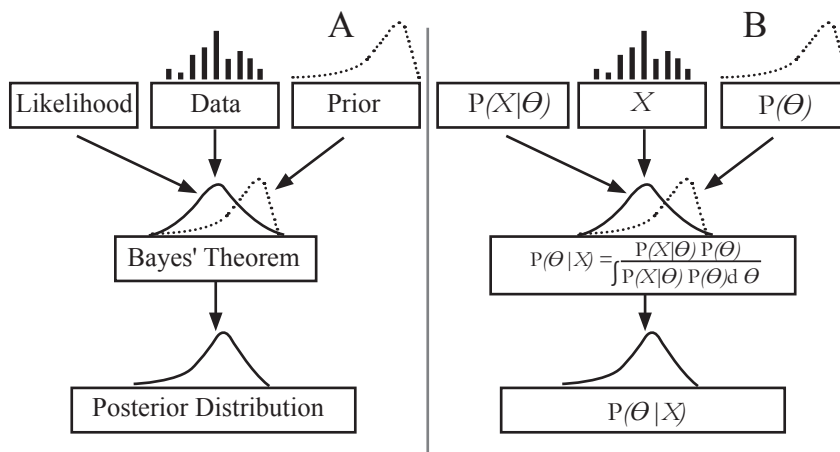 A
Likelihood
Data
Prior
Bayes' Theorem
Posterior Distribution
B
P(X|Θ)
X
P(Θ)
P(Θ|X) = P(X|Θ) P(Θ)
∫P(X|Θ) P(Θ)d Θ
P(Θ|X)